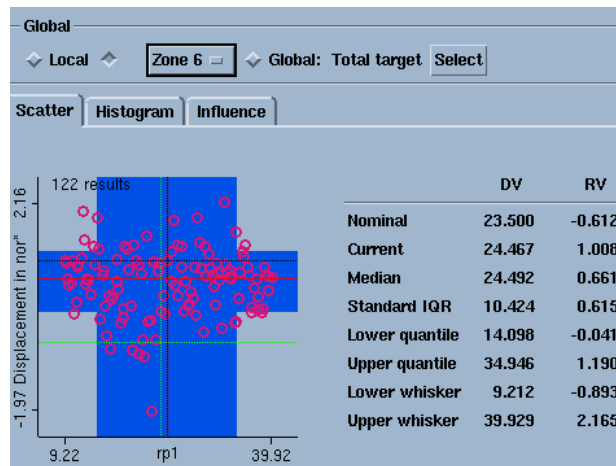 Global
Local Zone 6 Global: Total target Select
Scatter Histogram Influence
122 results
2.16
Displacement in nor*
-1.97
9.22 rp1 39.92
DV RV
Nominal 23.500 -0.612
Current 24.467 1.008
Median 24.492 0.661
Standard IQR 10.424 0.615
Lower quantile 14.098 -0.041
Upper quantile 34.946 1.190
Lower whisker 9.212 -0.893
Upper whisker 39.929 2.165